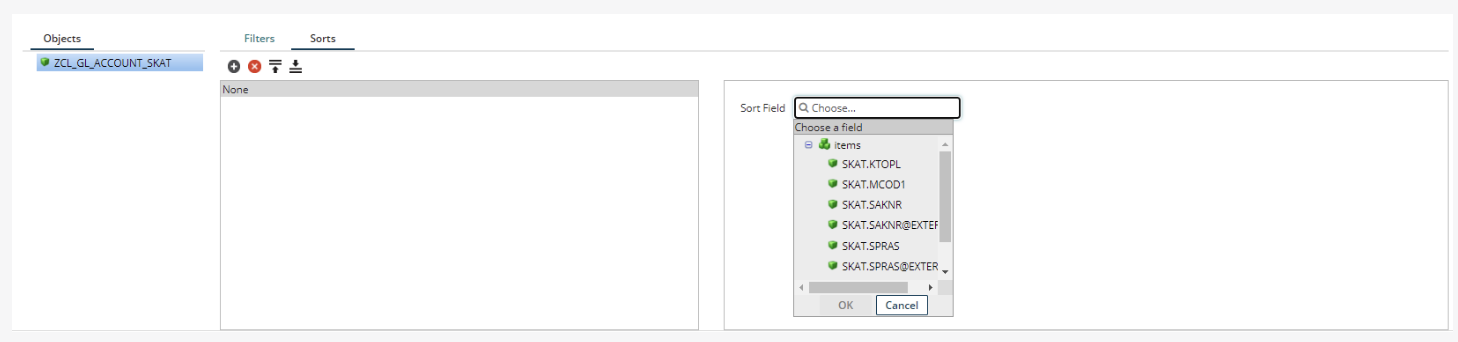 Objects
ZCL_GL_ACCOUNT_SKAT
Filters Sorts
None
Sort Field Choose...
Choose a field
items
SKAT.KTOPL
SKAT.MCOD1
SKAT.SAKNR
SKAT.SAKNR@EXTER
SKAT.SPRAS
SKAT.SPRAS@EXTER
OK Cancel